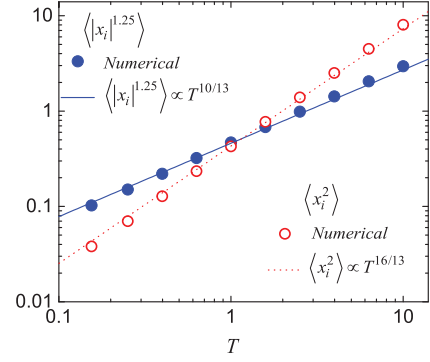 10
⟨|x_i|^1.25⟩
Numerical
⟨|x_i|^1.25⟩ ∝ T^10/13
1
0.1
⟨x_i^2⟩
Numerical
⟨x_i^2⟩ ∝ T^16/13
0.01
0.1 1 10
T